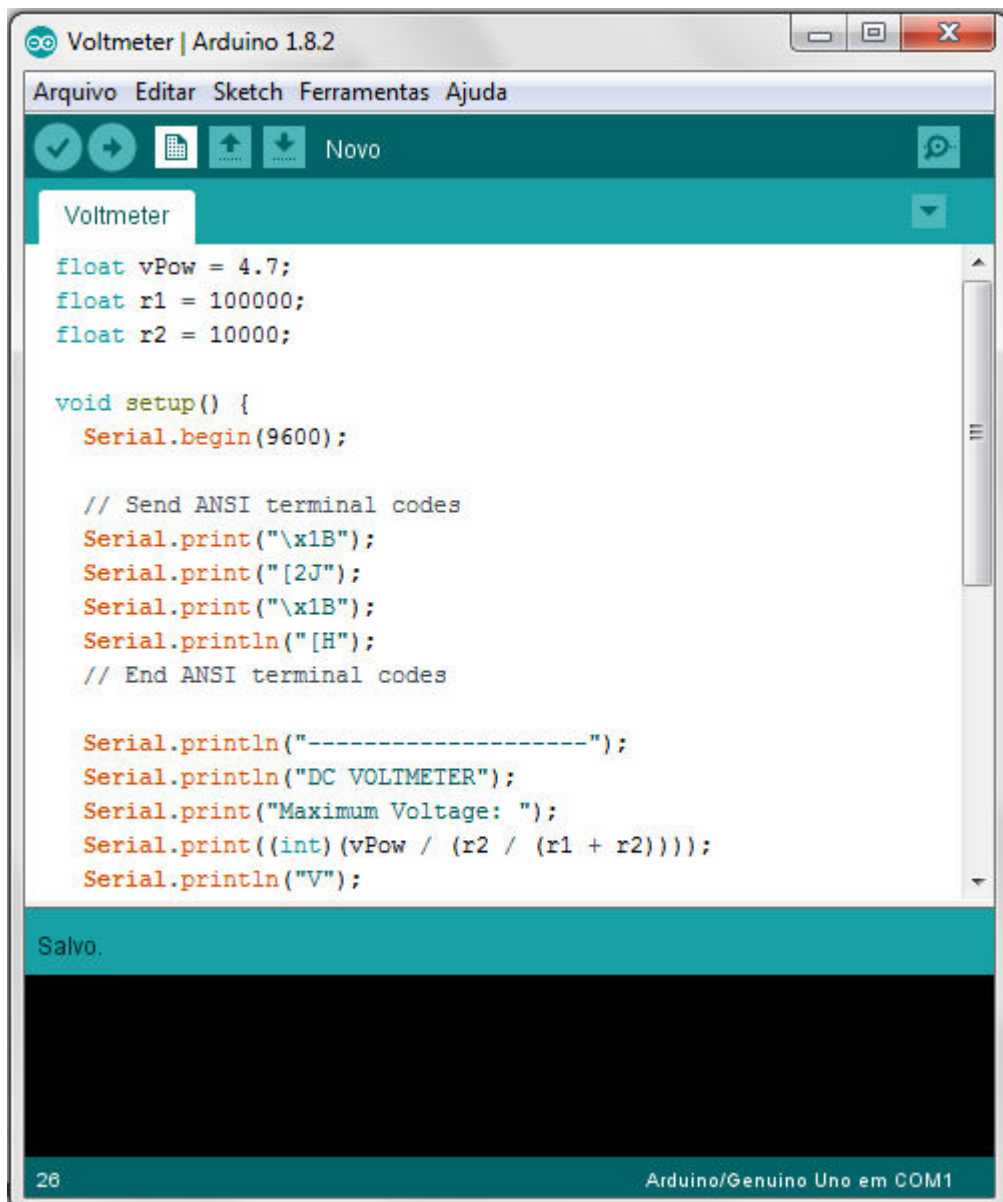 Voltmeter | Arduino 1.8.2
Arquivo Editar Sketch Ferramentas Ajuda
Novo
Voltmeter
float vPow = 4.7;
float r1 = 100000;
float r2 = 10000;
void setup() {
Serial.begin(9600);
// Send ANSI terminal codes
Serial.print("\x1B");
Serial.print("[2J");
Serial.print("\x1B");
Serial.println("[H");
// End ANSI terminal codes
Serial.println("--------------------");
Serial.println("DC VOLTMETER");
Serial.print("Maximum Voltage: ");
Serial.print((int)(vPow / (r2 / (r1 + r2))));
Serial.println("V");
Salvo.
26
Arduino/Genuino Uno em COM1